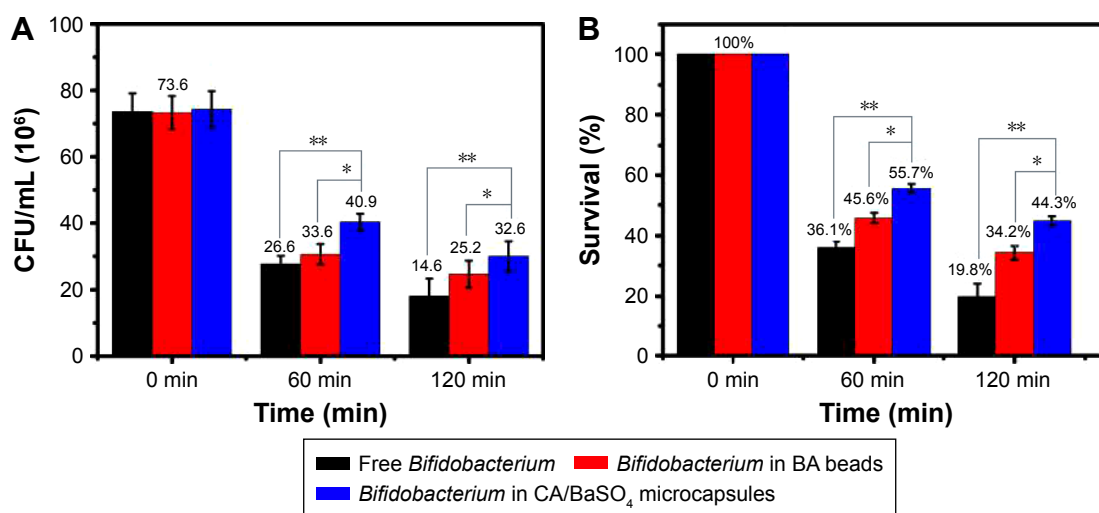 A
CFU/mL (10⁶)
100
80
60
40
20
0
73.6
**
*
26.6
33.6
40.9
**
*
14.6
25.2
32.6
0 min
60 min
120 min
Time (min)
B
Survival (%)
100
80
60
40
20
0
100%
**
*
36.1%
45.6%
55.7%
**
*
19.8%
34.2%
44.3%
0 min
60 min
120 min
Time (min)
Free Bifidobacterium
Bifidobacterium in BA beads
Bifidobacterium in CA/BaSO₄ microcapsules